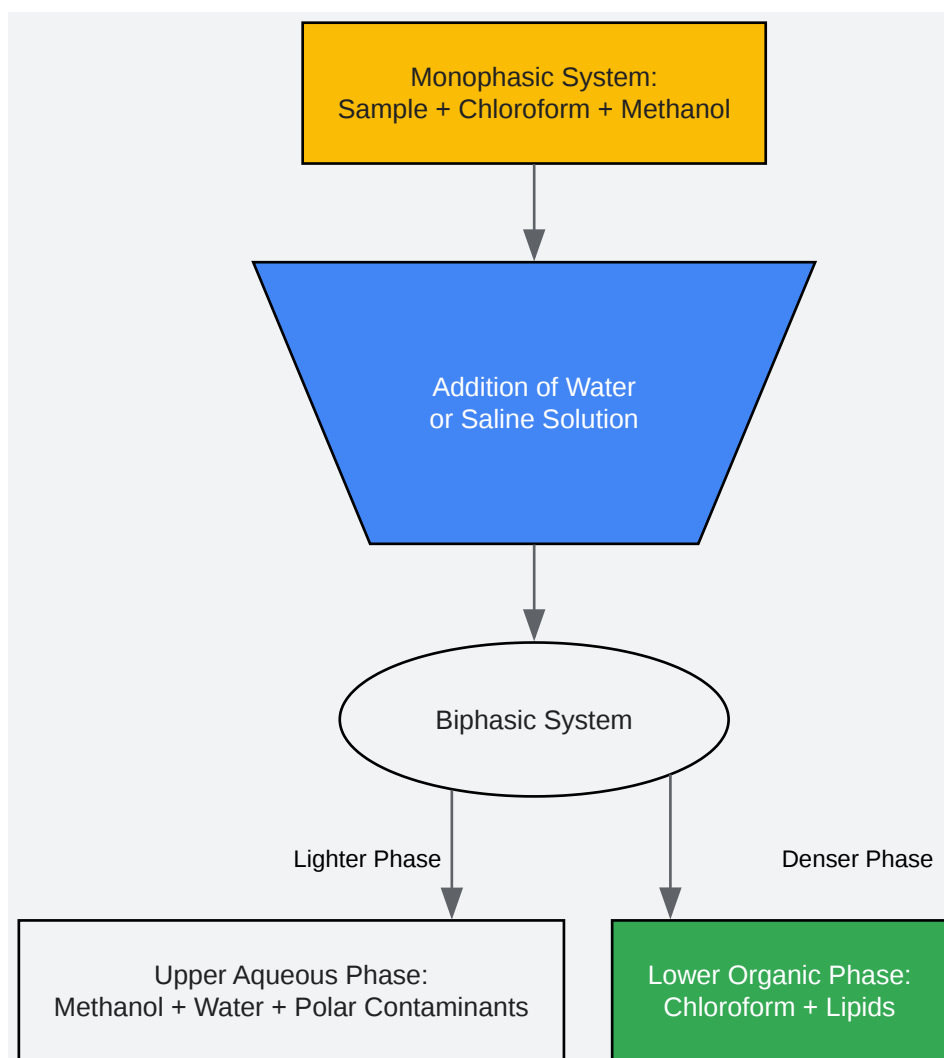 Monophasic System:
Sample + Chloroform + Methanol
Addition of Water
or Saline Solution
Biphasic System
Lighter Phase
Denser Phase
Upper Aqueous Phase:
Methanol + Water + Polar Contaminants
Lower Organic Phase:
Chloroform + Lipids